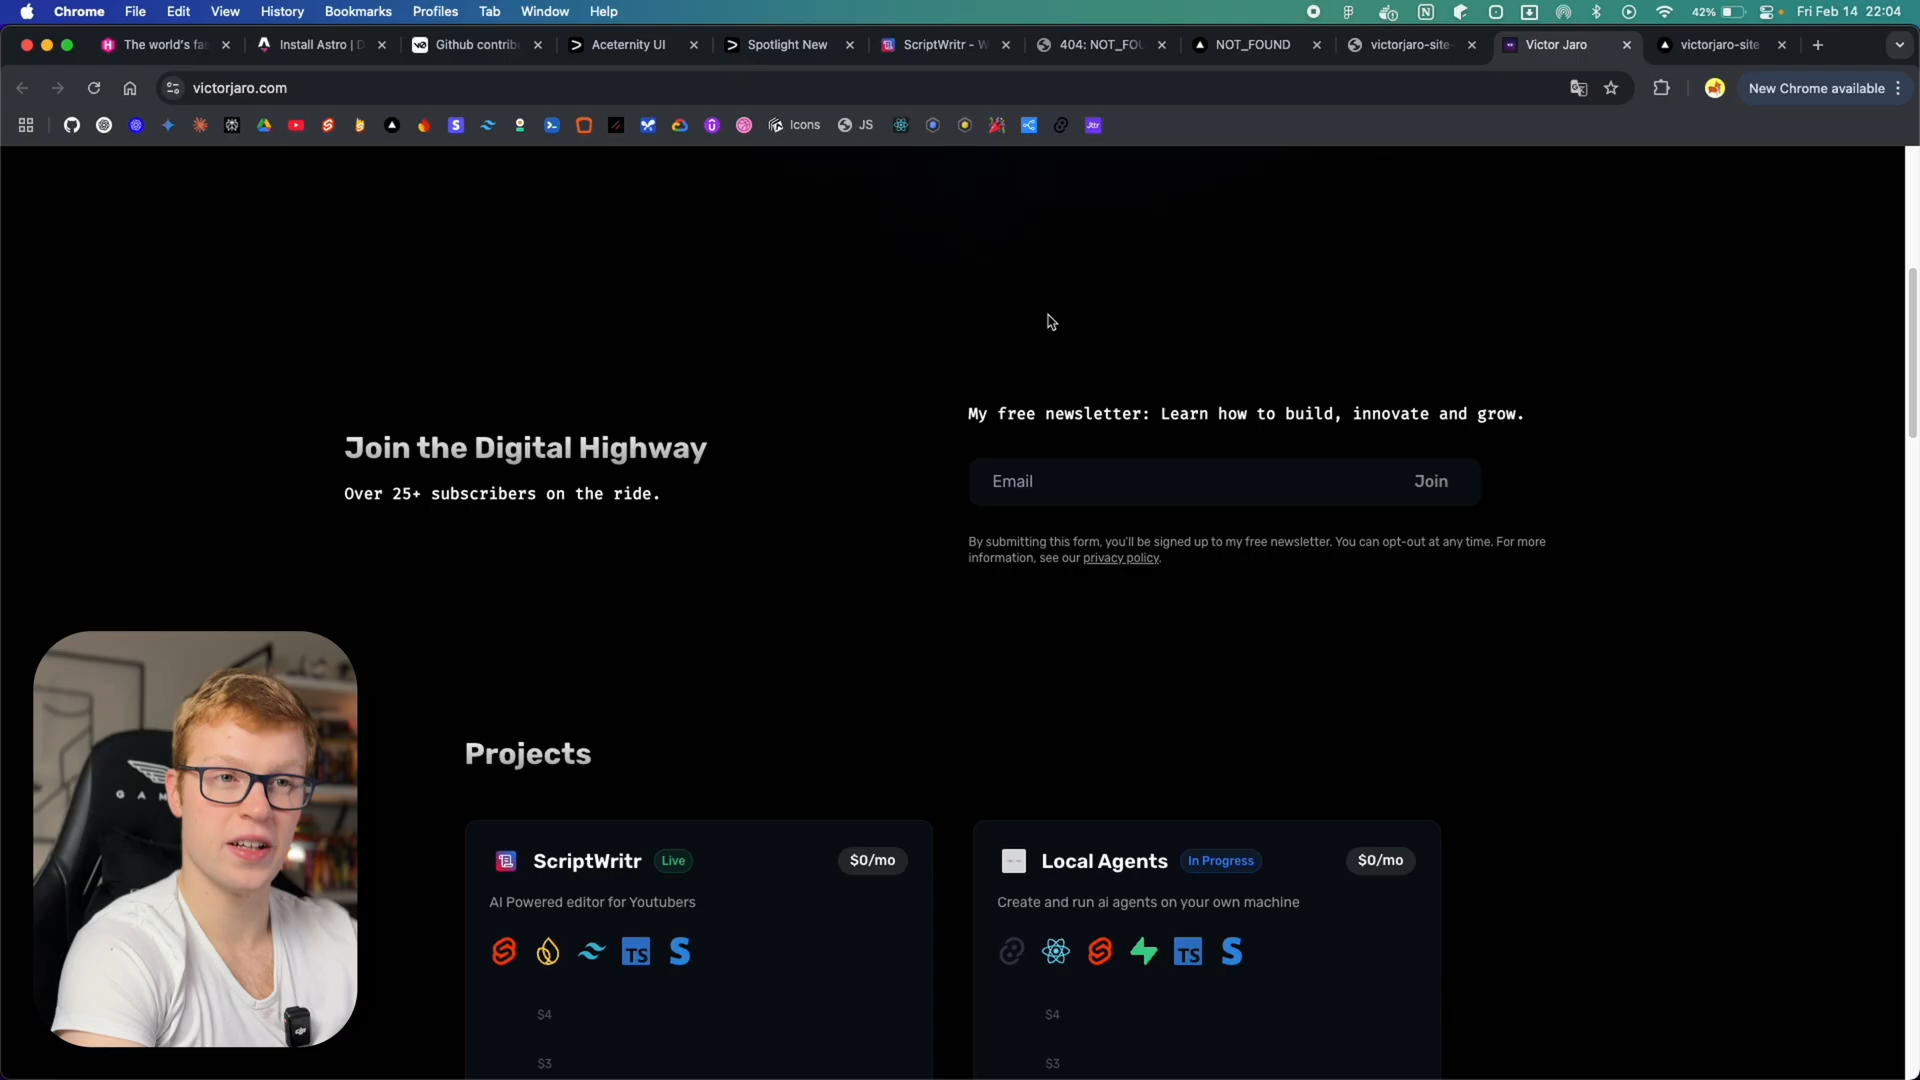 Chrome File Edit View History Bookmarks Profiles Tab Window Help 42% Fri Feb 14 22:04
The world's fas Install Astro | D Github contrib Aceternity UI Spotlight New ScriptWritr - W 404: NOT_FOU NOT_FOUND victorjaro-site Victor Jaro victorjaro-site
victorjaro.com New Chrome available
Icons JS Jttr
My free newsletter: Learn how to build, innovate and grow.
Join the Digital Highway
Over 25+ subscribers on the ride.
Email Join
By submitting this form, you'll be signed up to my free newsletter. You can opt-out at any time. For more
information, see our privacy policy.
Projects
ScriptWritr Live $0/mo
Local Agents In Progress $0/mo
AI Powered editor for Youtubers
Create and run ai agents on your own machine
TS S
TS S
$4
$4
$3
$3
G A M
dji